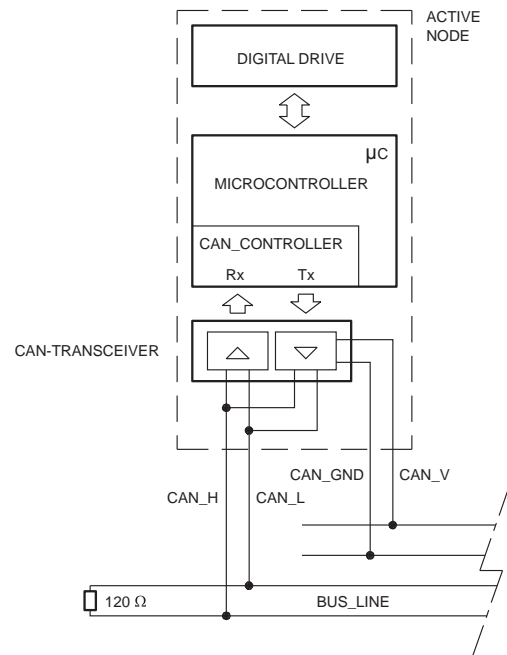 ACTIVE
NODE
DIGITAL DRIVE
µC
MICROCONTROLLER
CAN_CONTROLLER
Rx Tx
CAN-TRANSCEIVER
CAN_GND CAN_V
CAN_H CAN_L
120 Ω BUS_LINE